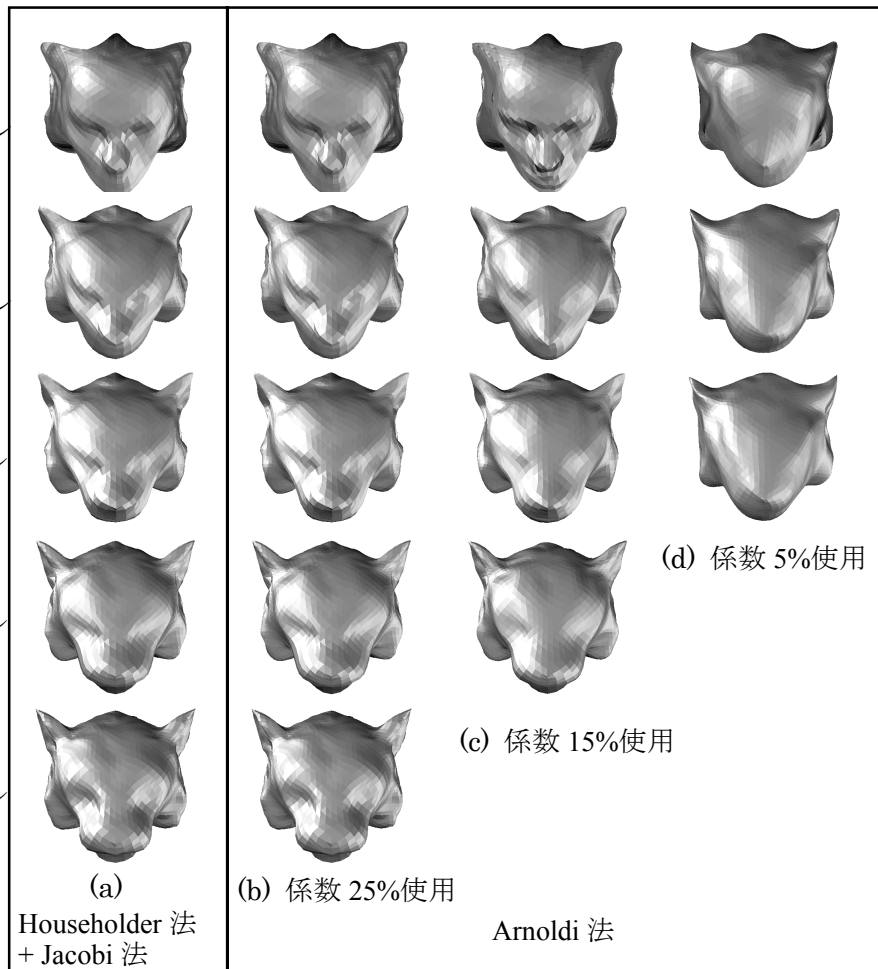 (d) 係数 5%使用
(c) 係数 15%使用
(a)
(b) 係数 25%使用
Householder 法
+ Jacobi 法
Arnoldi 法